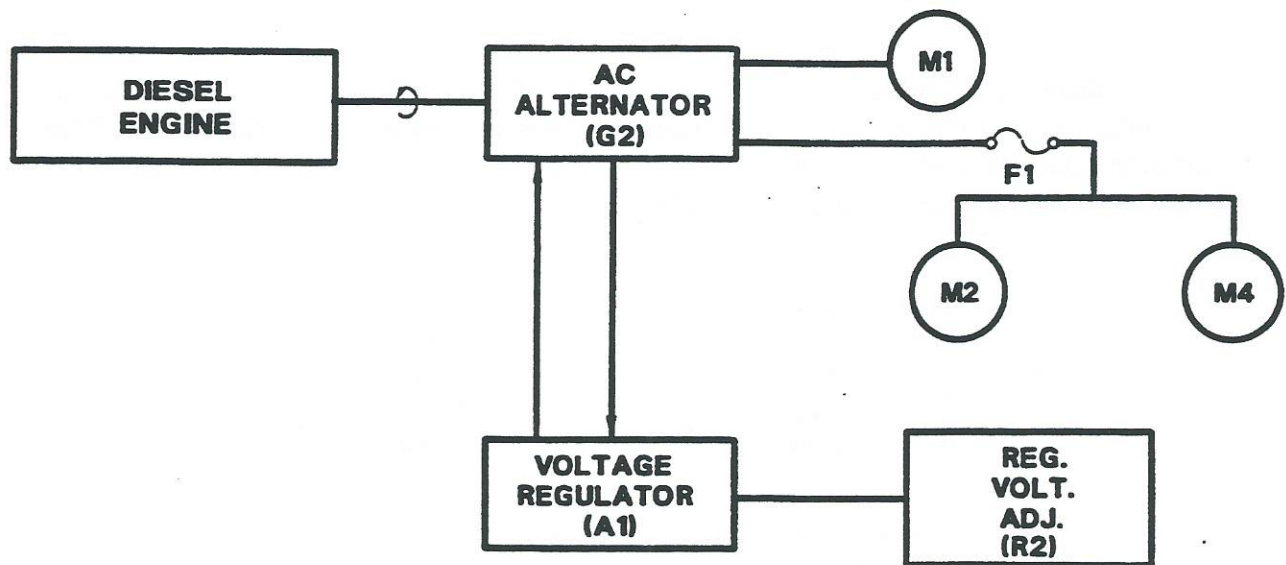 DIESEL
ENGINE
AC
ALTERNATOR
(G2)
M1
F1
M2
M4
VOLTAGE
REGULATOR
(A1)
REG.
VOLT.
ADJ.
(R2)